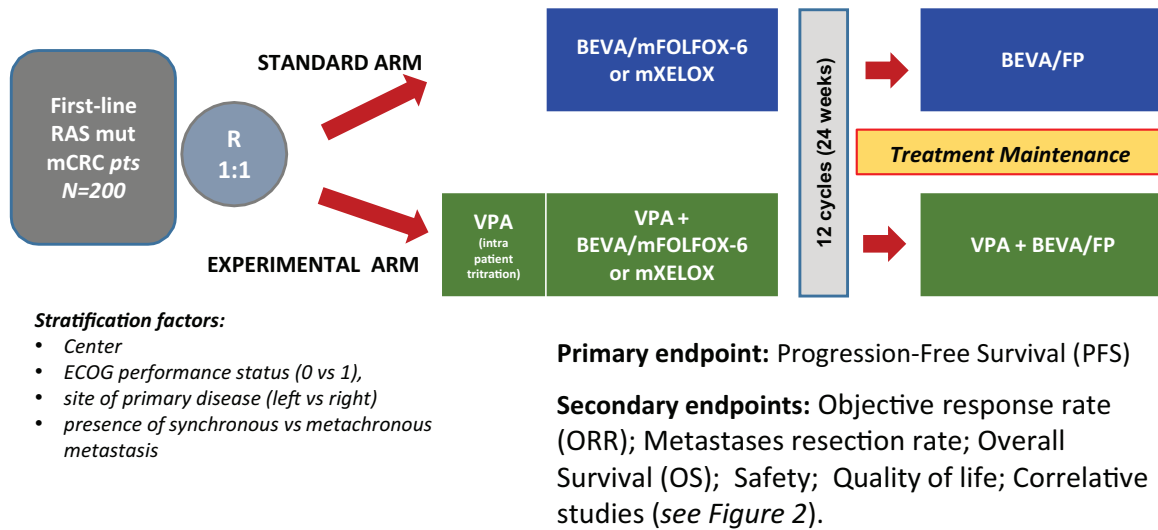 First-line
RAS mut
mCRC pts
N=200
R
1:1
STANDARD ARM
BEVA/mFOLFOX-6
or mXELOX
12 cycles (24 weeks)
BEVA/FP
Treatment Maintenance
EXPERIMENTAL ARM
VPA
(intra
patient
tritration)
VPA +
BEVA/mFOLFOX-6
or mXELOX
VPA + BEVA/FP
Stratification factors:
• Center
• ECOG performance status (0 vs 1),
• site of primary disease (left vs right)
• presence of synchronous vs metachronous
metastasis
Primary endpoint: Progression-Free Survival (PFS)
Secondary endpoints: Objective response rate
(ORR); Metastases resection rate; Overall
Survival (OS); Safety; Quality of life; Correlative
studies (see Figure 2).